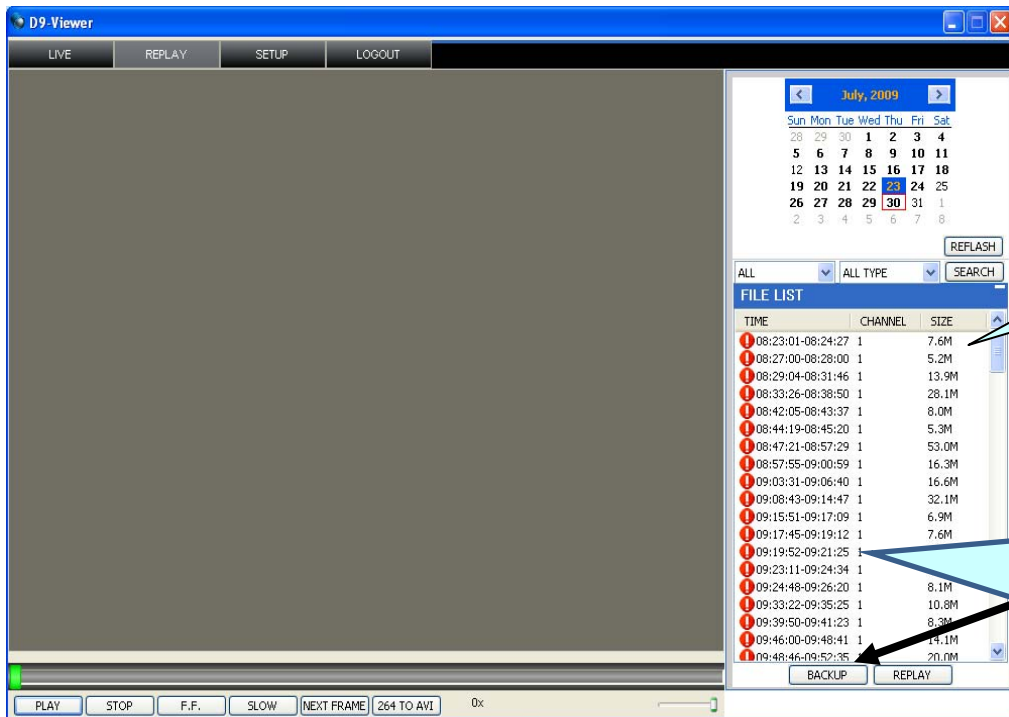 D9-Viewer
LIVE REPLAY SETUP LOGOUT
July, 2009
Sun Mon Tue Wed Thu Fri Sat
28 29 30 1 2 3 4
5 6 7 8 9 10 11
12 13 14 15 16 17 18
19 20 21 22 23 24 25
26 27 28 29 30 31 1
2 3 4 5 6 7 8
REFLASH
ALL ALL TYPE SEARCH
FILE LIST
TIME CHANNEL SIZE
08:23:01-08:24:27 1 7.6M
08:27:00-08:28:00 1 5.2M
08:29:04-08:31:46 1 13.9M
08:33:26-08:38:50 1 28.1M
08:42:05-08:43:37 1 8.0M
08:44:19-08:45:20 1 5.3M
08:47:21-08:57:29 1 53.0M
08:57:55-09:00:59 1 16.3M
09:03:31-09:06:40 1 16.6M
09:08:43-09:14:47 1 32.1M
09:15:51-09:17:09 1 6.9M
09:17:45-09:19:12 1 7.6M
09:19:52-09:21:25 1
09:23:11-09:24:34 1
09:24:48-09:26:20 1 8.1M
09:33:22-09:35:25 1 10.8M
09:39:50-09:41:23 1 8.3M
09:46:00-09:48:41 1 14.1M
09:48:46-09:52:35 1 20.0M
BACKUP REPLAY
PLAY STOP F.F. SLOW NEXT FRAME 264 TO AVI 0x